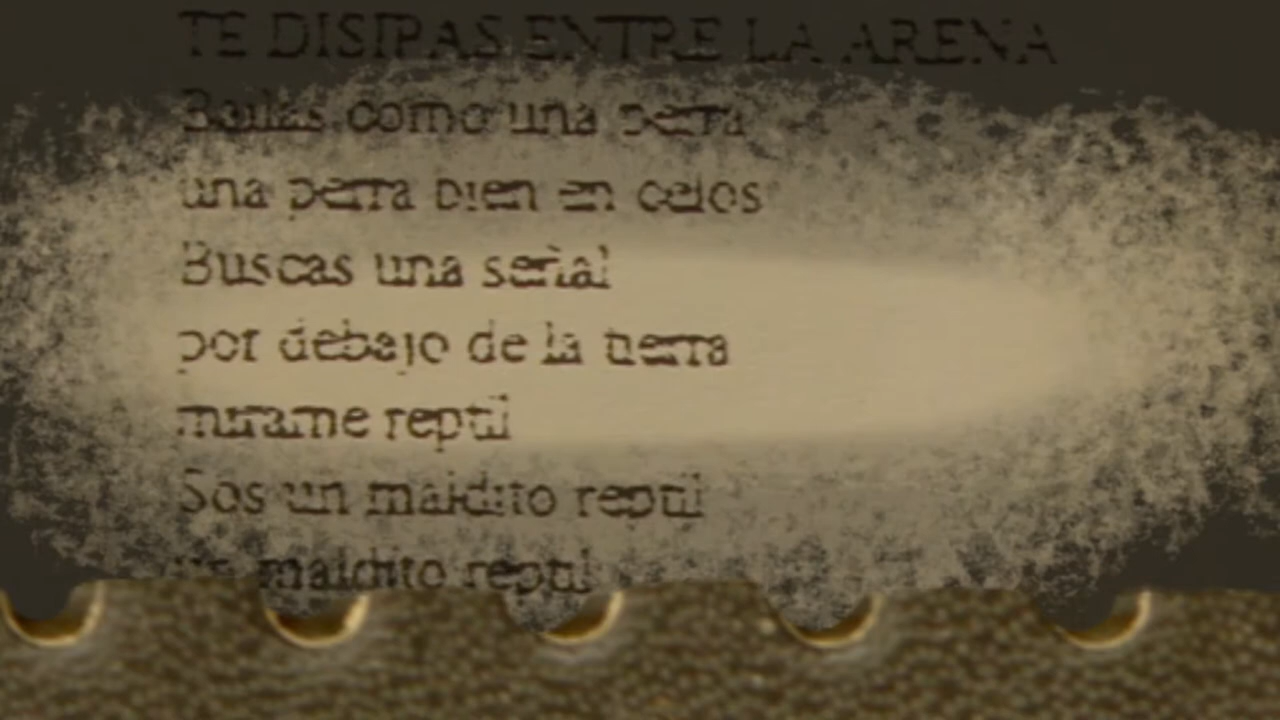 TE DISIPAS ENTRE LA ARENA
Bailas como una perra
una perra bien en celos
Buscas una señal
por debajo de la tierra
mirame reptil
Sos un maldito reptil
un maldito reptil